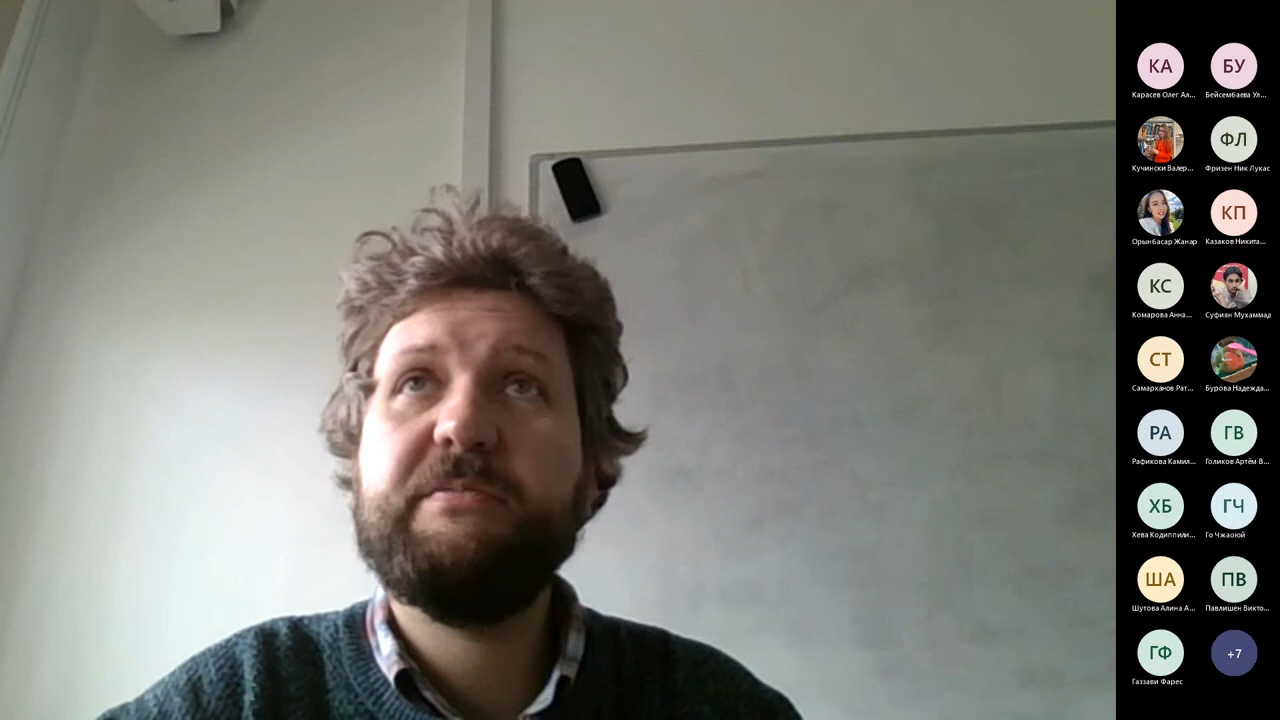 КА БУ
Карасев Олег Ал... Бейсембаева Ул...
ФЛ
Кучински Валер... Фризен Ник Лукас
КП
Орынбасар Жанар Казаков Никита...
КС
Комарова Анна... Суфиян Мухаммад
СТ
Самарханов Рат... Бурова Надежда...
РА ГВ
Рафикова Камил... Голиков Артём В...
ХБ ГЧ
Хева Кодиппили... Го Чжаоюй
ША ПВ
Шутова Алина А... Павлишен Викто...
ГФ +7
Газзави Фарес